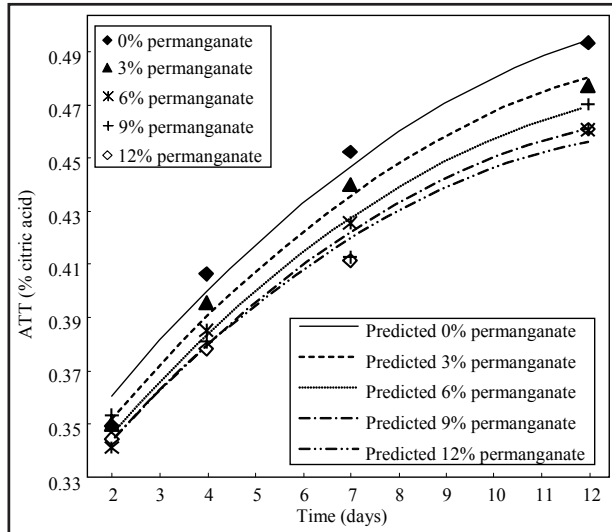 0% permanganate
3% permanganate
6% permanganate
9% permanganate
12% permanganate
Predicted 0% permanganate
Predicted 3% permanganate
Predicted 6% permanganate
Predicted 9% permanganate
Predicted 12% permanganate
ATT (% citric acid)
0.49
0.47
0.45
0.43
0.41
0.39
0.37
0.35
0.33
2 3 4 5 6 7 8 9 10 11 12
Time (days)